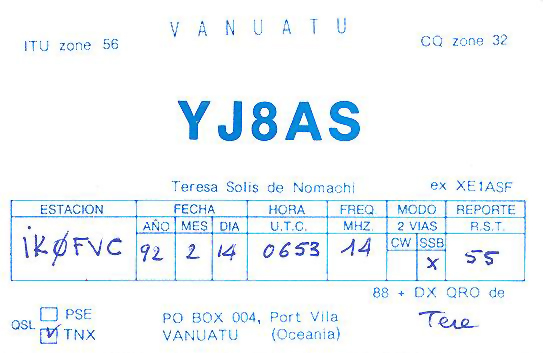 VANUATU
ITU zone 56
CQ zone 32
YJ8AS
Teresa Solis de Nomachi ex XE1ASF
ESTACION FECHA HORA FREQ. MODO REPORTE
AÑO MES DIA U.T.C. MHZ. 2 VIAS R.S.T.
CW SSB
iKØFVC 92 2 14 0653 14 x 55
88 + DX QRO de
Tere
QSL PSE
TNX
PO BOX 004, Port Vila
VANUATU (Oceania)